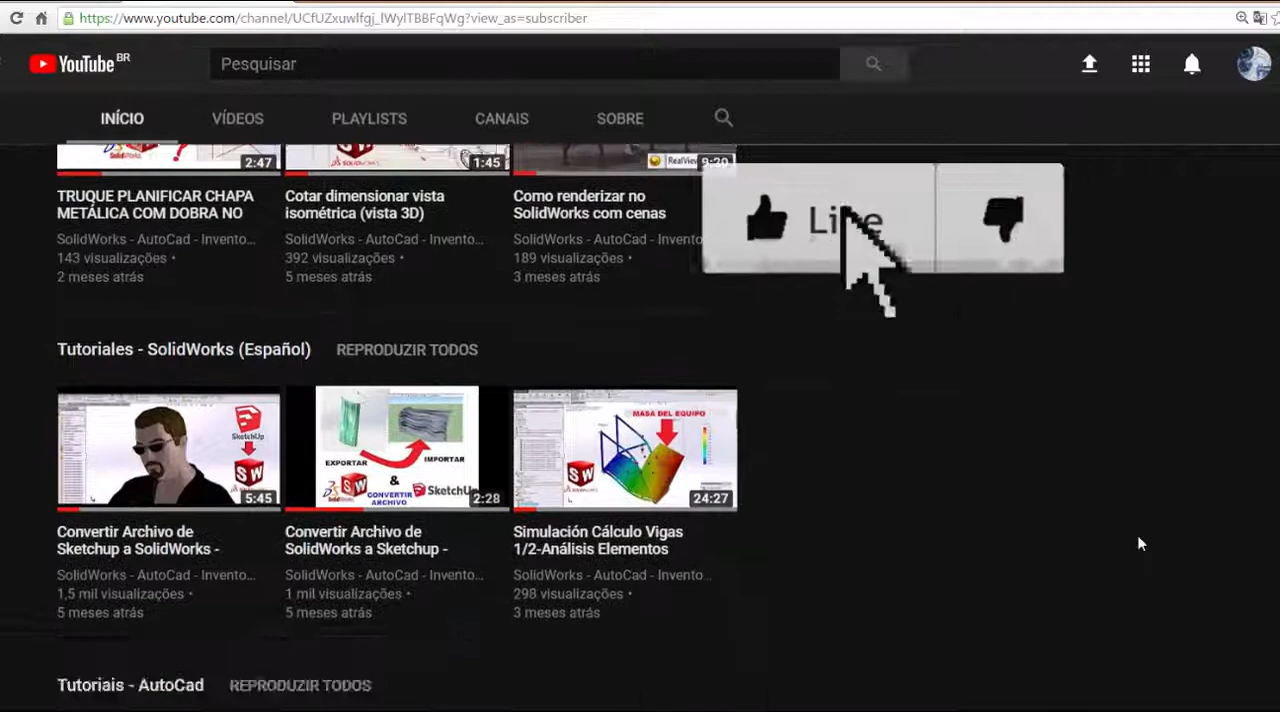 https://www.youtube.com/channel/UCfUZxuwlfgj_lWylTBBFqWg?view_as=subscriber
YouTube BR
Pesquisar
INÍCIO VÍDEOS PLAYLISTS CANAIS SOBRE
2:47 1:45 9:20
TRUQUE PLANIFICAR CHAPA
METÁLICA COM DOBRA NO
SolidWorks - AutoCad - Invento...
143 visualizações •
2 meses atrás
Cotar dimensionar vista
isométrica (vista 3D)
SolidWorks - AutoCad - Invento...
392 visualizações •
5 meses atrás
Como renderizar no
SolidWorks com cenas
SolidWorks - AutoCad - Invento
189 visualizações •
3 meses atrás
Like
Tutoriales - SolidWorks (Español) REPRODUZIR TODOS
SketchUp
SW
5:45
EXPORTAR
IMPORTAR
&
CONVERTIR
ARCHIVO
SketchUp
2:28
MASA DEL EQUIPO
SW
24:27
Convertir Archivo de
Sketchup a SolidWorks -
SolidWorks - AutoCad - Invento...
1,5 mil visualizações •
5 meses atrás
Convertir Archivo de
SolidWorks a Sketchup -
SolidWorks - AutoCad - Invento...
1 mil visualizações •
5 meses atrás
Simulación Cálculo Vigas
1/2-Análisis Elementos
SolidWorks - AutoCad - Invento...
298 visualizações •
3 meses atrás
Tutoriais - AutoCad REPRODUZIR TODOS